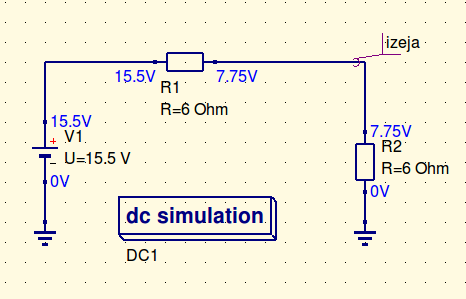 izeja
15.5V
7.75V
R1
R=6 Ohm
15.5V
V1
U=15.5 V
0V
7.75V
R2
R=6 Ohm
0V
dc simulation
DC1